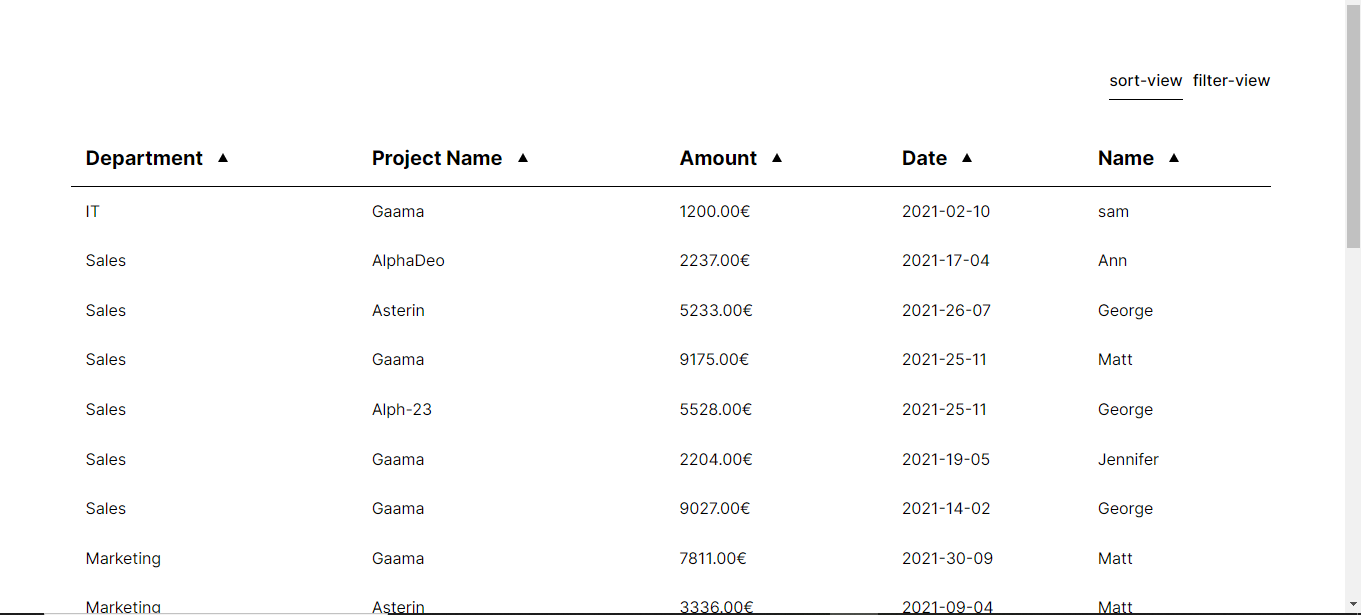 sort-view filter-view
Department ▲ Project Name ▲ Amount ▲ Date ▲ Name ▲
IT Gaama 1200.00€ 2021-02-10 sam
Sales AlphaDeo 2237.00€ 2021-17-04 Ann
Sales Asterin 5233.00€ 2021-26-07 George
Sales Gaama 9175.00€ 2021-25-11 Matt
Sales Alph-23 5528.00€ 2021-25-11 George
Sales Gaama 2204.00€ 2021-19-05 Jennifer
Sales Gaama 9027.00€ 2021-14-02 George
Marketing Gaama 7811.00€ 2021-30-09 Matt
Marketing Asterin 3336.00€ 2021-09-04 Matt